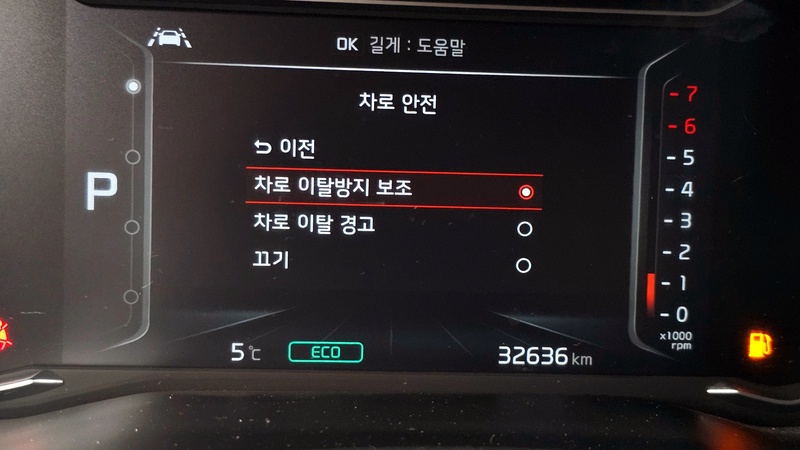 OK 길게 : 도움말
차로 안전
이전
차로 이탈방지 보조
차로 이탈 경고
끄기
P
7
6
5
4
3
2
1
0
x1000
rpm
5℃
ECO
32636 km